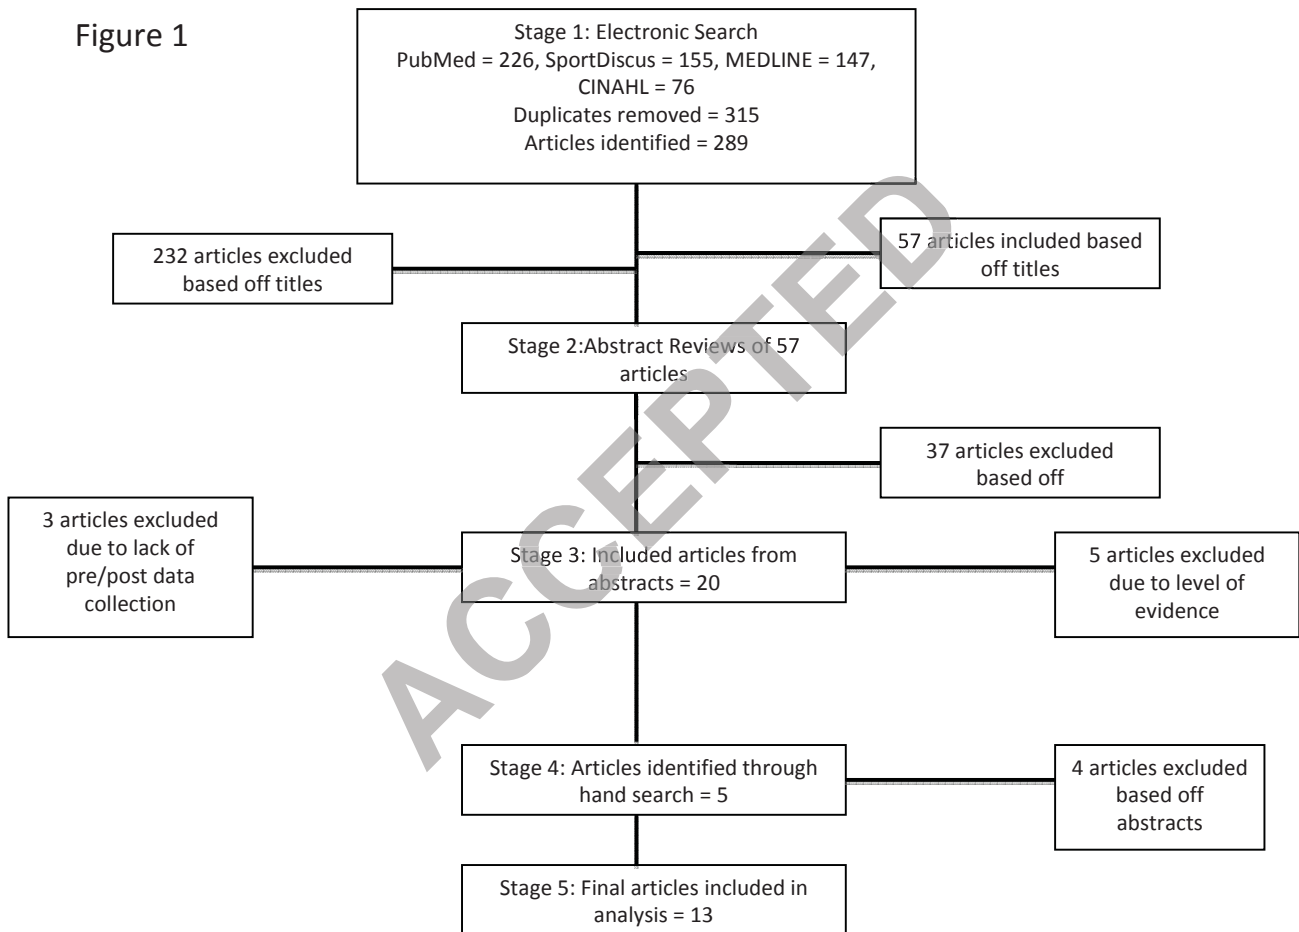 Figure 1
Stage 1: Electronic Search
PubMed = 226, SportDiscus = 155, MEDLINE = 147,
CINAHL = 76
Duplicates removed = 315
Articles identified = 289
232 articles excluded
based off titles
57 articles included based
off titles
Stage 2:Abstract Reviews of 57
articles
37 articles excluded
based off
3 articles excluded
due to lack of
pre/post data
collection
Stage 3: Included articles from
abstracts = 20
5 articles excluded
due to level of
evidence
Stage 4: Articles identified through
hand search = 5
4 articles excluded
based off
abstracts
Stage 5: Final articles included in
analysis = 13
ACCEPTED